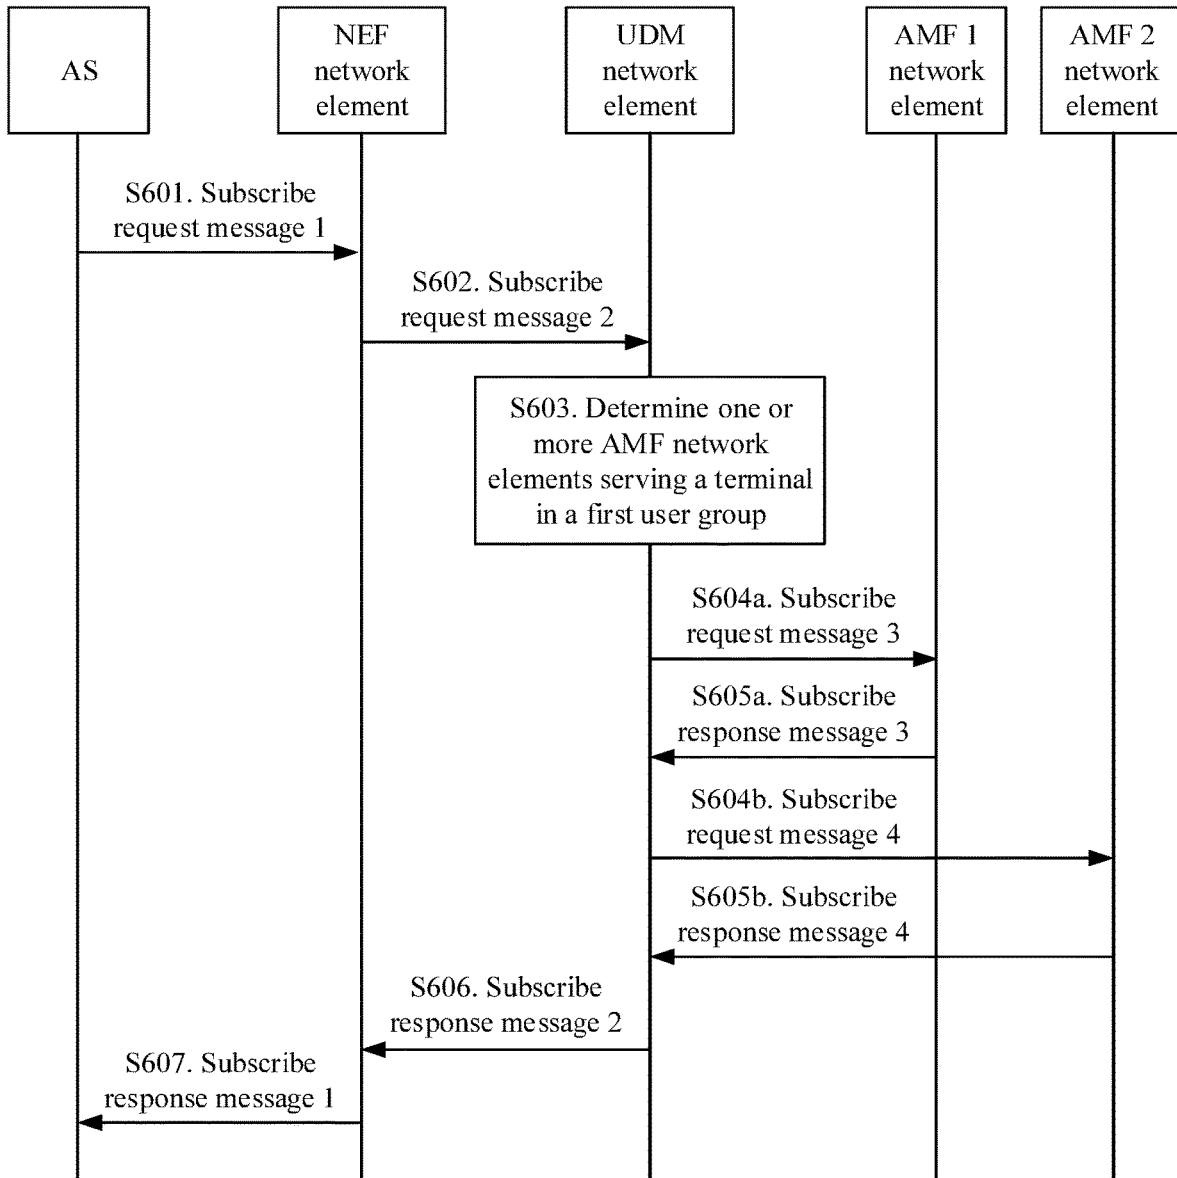 AS
NEF
network
element
UDM
network
element
AMF 1
network
element
AMF 2
network
element
S601. Subscribe
request message 1
S602. Subscribe
request message 2
S603. Determine one or
more AMF network
elements serving a terminal
in a first user group
S604a. Subscribe
request message 3
S605a. Subscribe
response message 3
S604b. Subscribe
request message 4
S605b. Subscribe
response message 4
S606. Subscribe
response message 2
S607. Subscribe
response message 1